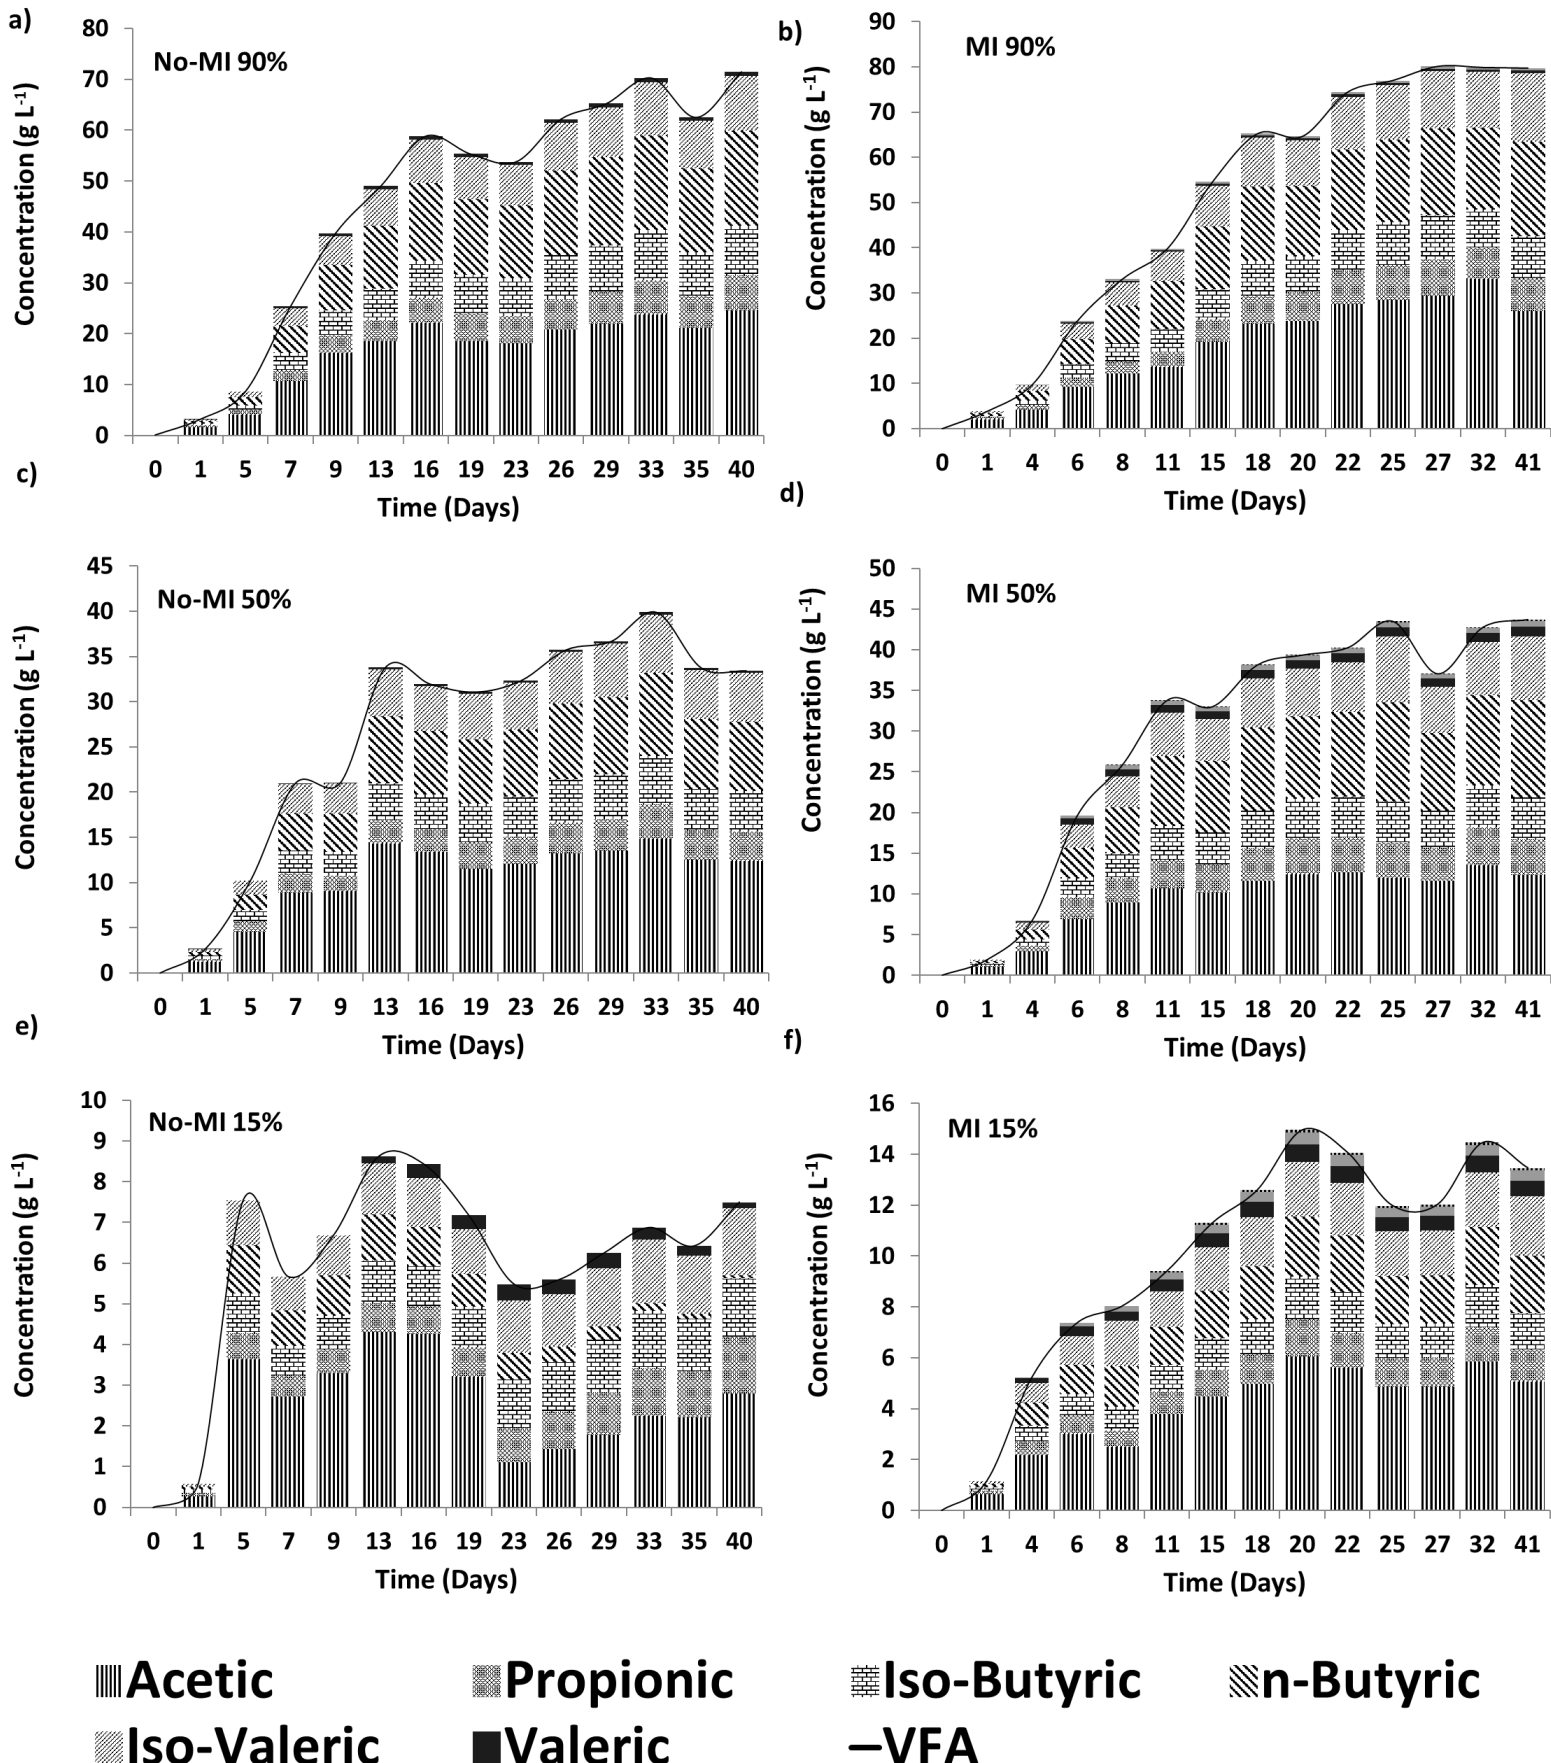 a)
No-MI 90%
Concentration (g L-1)
80
70
60
50
40
30
20
10
0
0 1 5 7 9 13 16 19 23 26 29 33 35 40
Time (Days)
b)
MI 90%
Concentration (g L-1)
90
80
70
60
50
40
30
20
10
0
0 1 4 6 8 11 15 18 20 22 25 27 32 41
Time (Days)
c)
No-MI 50%
Concentration (g L-1)
45
40
35
30
25
20
15
10
5
0
0 1 5 7 9 13 16 19 23 26 29 33 35 40
Time (Days)
d)
MI 50%
Concentration (g L-1)
50
45
40
35
30
25
20
15
10
5
0
0 1 4 6 8 11 15 18 20 22 25 27 32 41
Time (Days)
e)
No-MI 15%
Concentration (g L-1)
10
9
8
7
6
5
4
3
2
1
0
0 1 5 7 9 13 16 19 23 26 29 33 35 40
Time (Days)
f)
MI 15%
Concentration (g L-1)
16
14
12
10
8
6
4
2
0
0 1 4 6 8 11 15 18 20 22 25 27 32 41
Time (Days)
Acetic Propionic Iso-Butyric n-Butyric
Iso-Valeric Valeric VFA